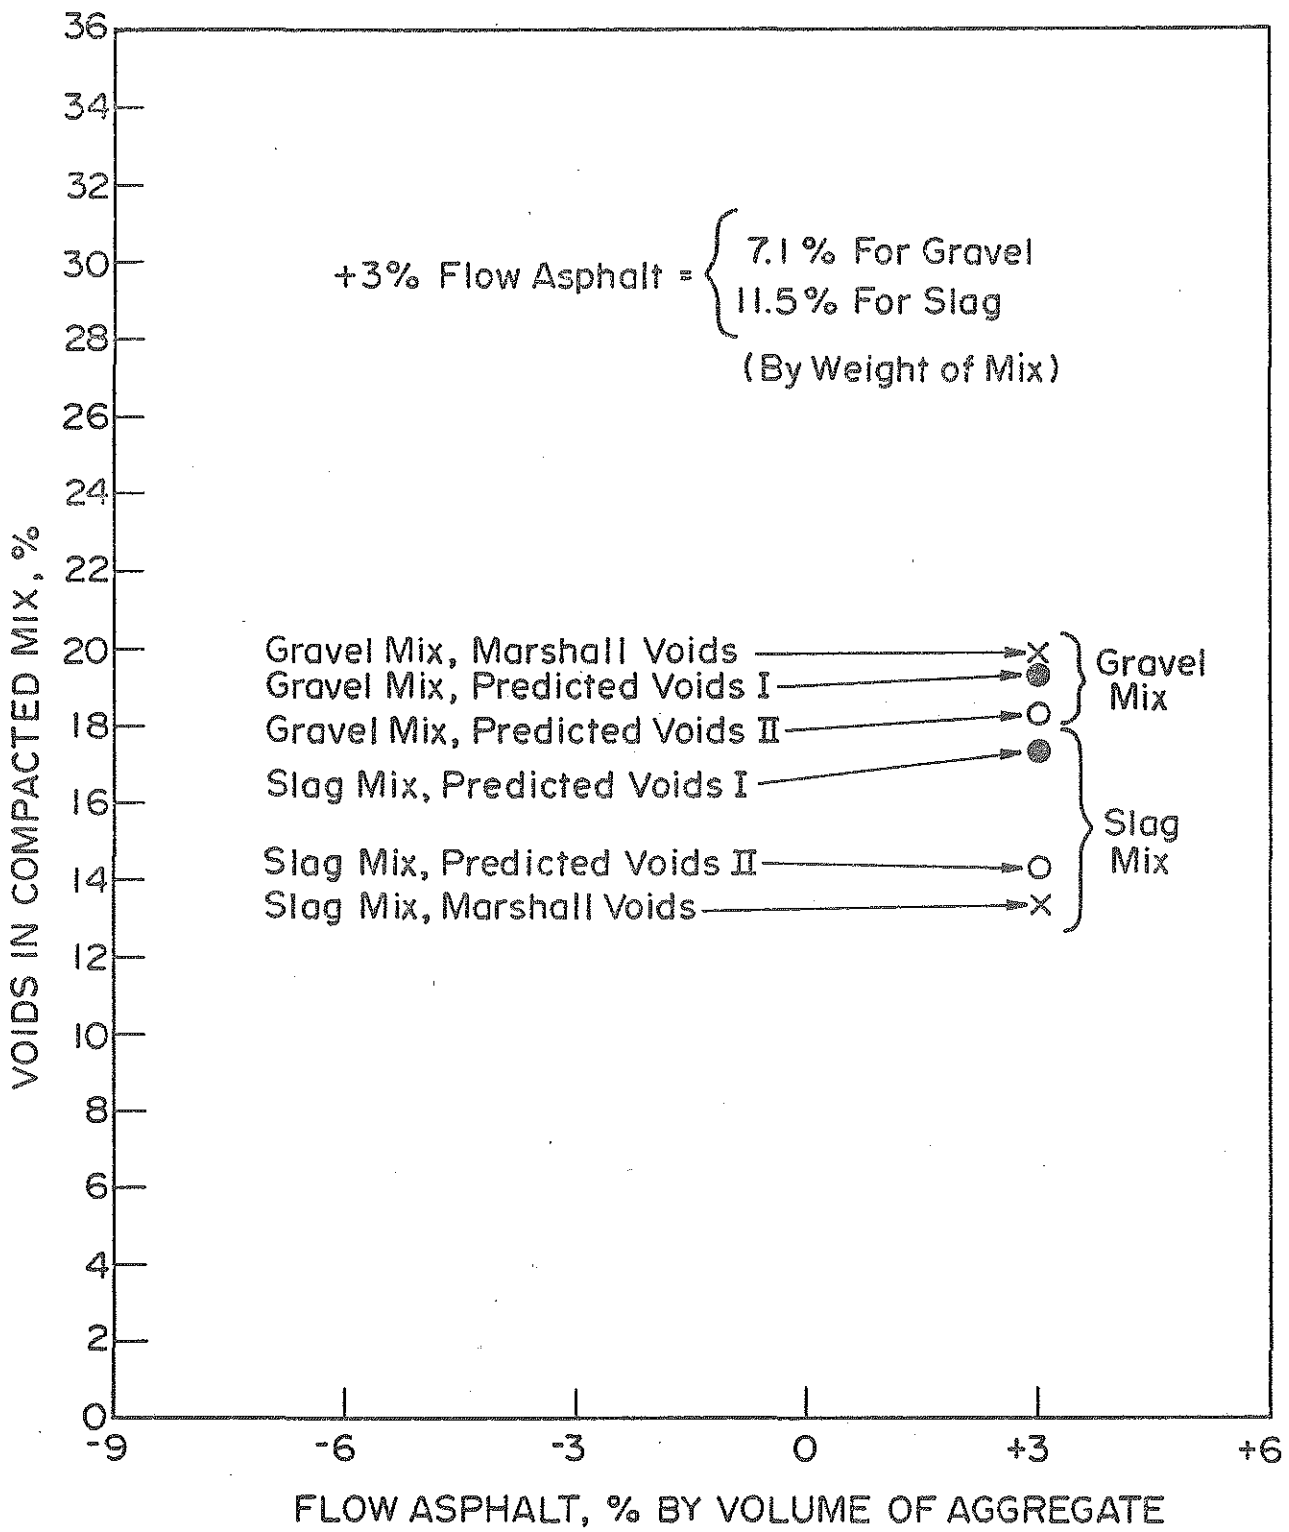 36
34
32
30
28
26
24
22
20
18
16
14
12
10
8
6
4
2
0
VOIDS IN COMPACTED MIX, %
+3% Flow Asphalt = 7.1% For Gravel
11.5% For Slag
(By Weight of Mix)
Gravel Mix, Marshall Voids
Gravel Mix, Predicted Voids I
Gravel Mix, Predicted Voids II
Slag Mix, Predicted Voids I
Slag Mix, Predicted Voids II
Slag Mix, Marshall Voids
Gravel
Mix
Slag
Mix
-9 -6 -3 0 +3 +6
FLOW ASPHALT, % BY VOLUME OF AGGREGATE